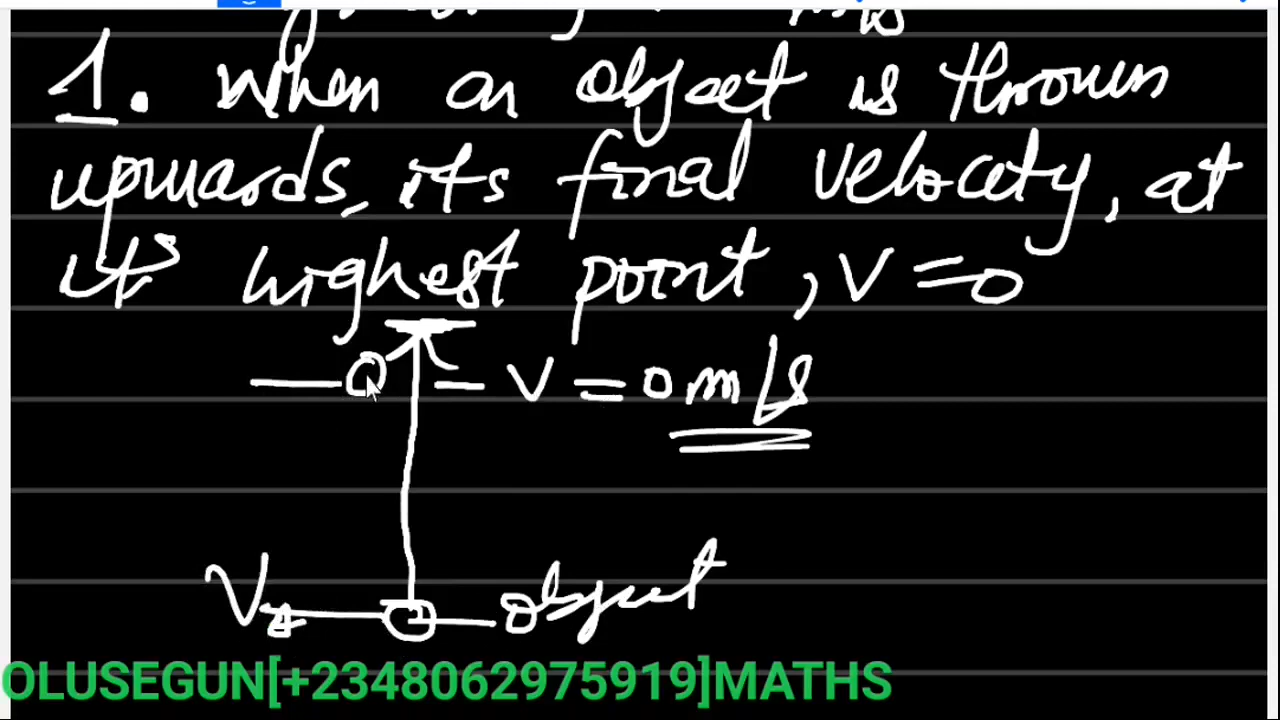 1. When an object is thrown
upwards, its final velocity, at
its highest point, V=0
V = 0 m/s
object
OLUSEGUN[+2348062975919]MATHS